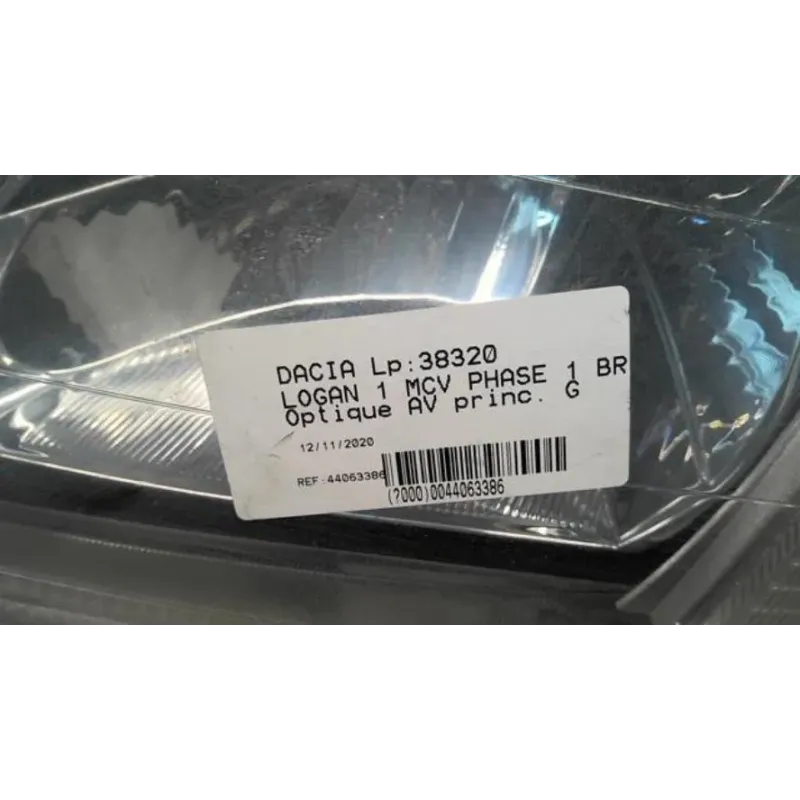 DACIA Lp:38320
LOGAN 1 MCV PHASE 1 BR
Optique AV princ. G
12/11/2020
REF:44063386
(?000)0044063386